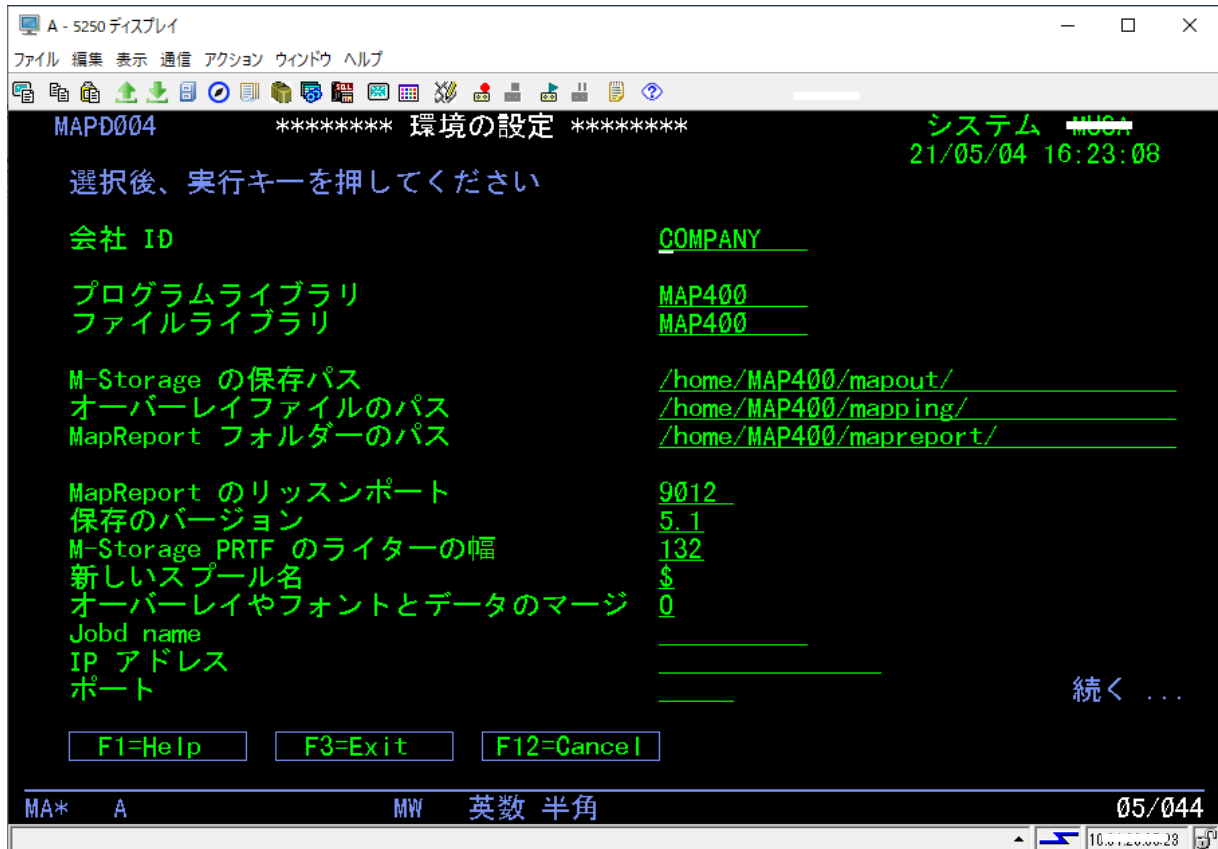 A - 5250 ディスプレイ
ファイル 編集 表示 通信 アクション ウィンドウ ヘルプ
MAPD004 ******** 環境の設定 ******** システム
21/05/04 16:23:08
選択後、実行キーを押してください
会社 ID COMPANY
プログラムライブラリ MAP400
ファイルライブラリ MAP400
M-Storage の保存パス /home/MAP400/mapout/
オーバーレイファイルのパス /home/MAP400/mapping/
MapReport フォルダーのパス /home/MAP400/mapreport/
MapReport のリッスンポート 9012
保存のバージョン 5.1
M-Storage PRTF のライターの幅 132
新しいスプール名 $
オーバーレイやフォントとデータのマージ O
Jobd name
IP アドレス
ポート 続く ...
F1=Help F3=Exit F12=Cancel
MA* A MW 英数 半角 05/044